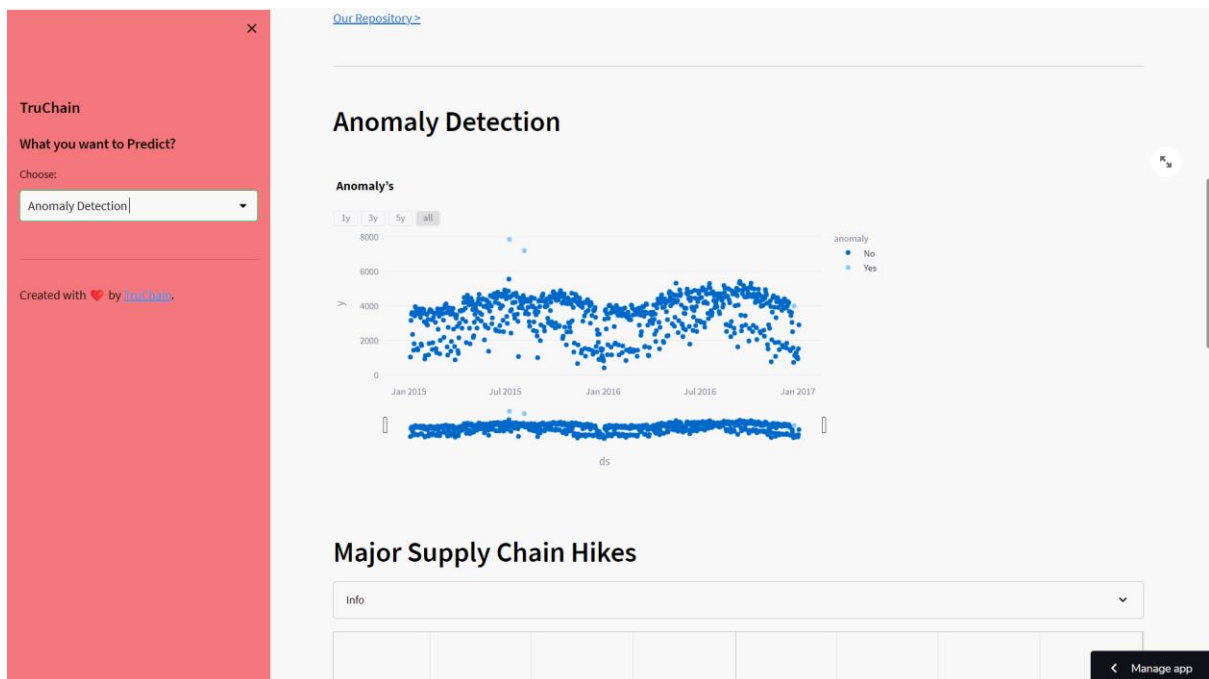 Our Repository >
×
TruChain
What you want to Predict?
Choose:
Anomaly Detection
Created with ❤ by TruChain.
Anomaly Detection
Anomaly's
1y 3y 5y all
8000
6000
4000
2000
0
y
Jan 2015 Jul 2015 Jan 2016 Jul 2016 Jan 2017
ds
anomaly
No
Yes
Major Supply Chain Hikes
Info
Manage app